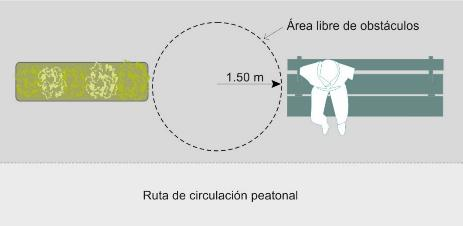 Área libre de obstáculos
1.50 m
Ruta de circulación peatonal